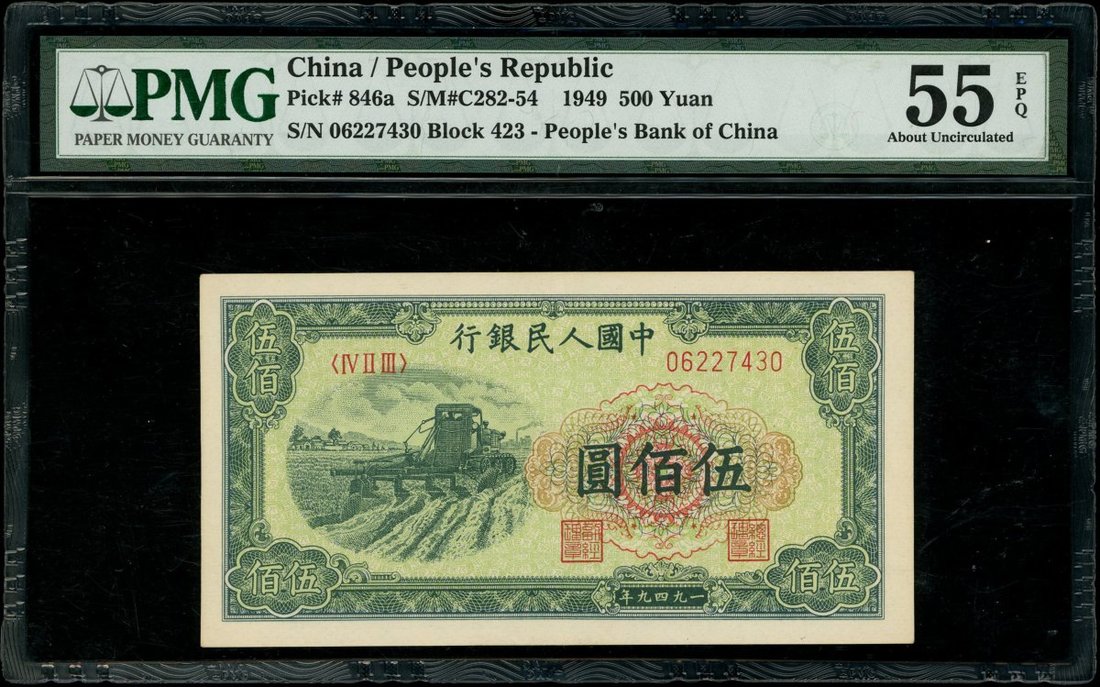 PMG
PAPER MONEY GUARANTY
China / People's Republic
Pick# 846a S/M#C282-54 1949 500 Yuan
S/N 06227430 Block 423 - People's Bank of China
55
EPQ
About Uncirculated
伍佰
行銀民人國中
伍佰
〈IV II III〉
06227430
圓佰伍
佰伍
年九四九一
佰伍